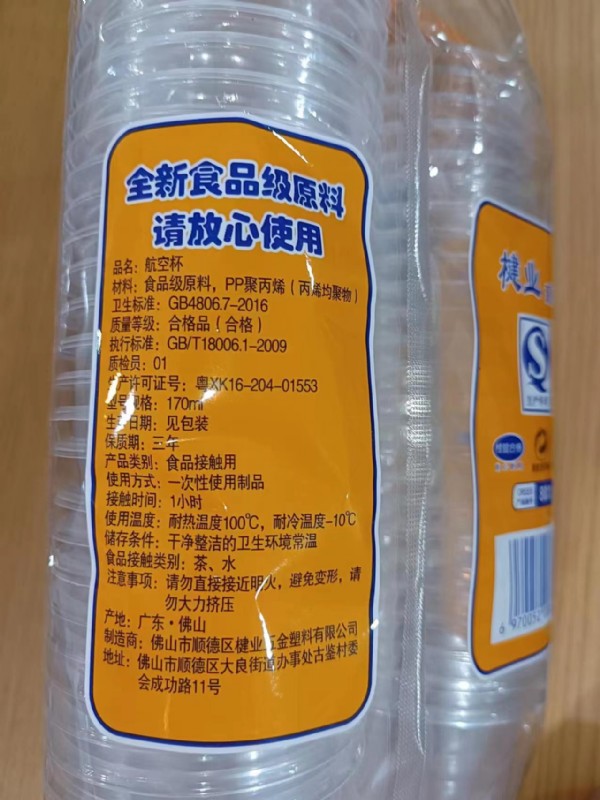 全新食品级原料
请放心使用
品名：航空杯
材料：食品级原料，PP聚丙烯（丙烯均聚物）
卫生标准：GB4806.7-2016
质量等级：合格品（合格）
执行标准：GB/T18006.1-2009
质检员：01
生产许可证号：粤XK16-204-01553
型号规格：170ml
生产日期：见包装
保质期：三年
产品类别：食品接触用
使用方式：一次性使用制品
接触时间：1小时
使用温度：耐热温度100℃，耐冷温度-10℃
储存条件：干净整洁的卫生环境常温
食品接触类别：茶、水
注意事项：请勿直接接近明火，避免变形，请
勿大力挤压
产地：广东·佛山
制造商：佛山市顺德区楗业五金塑料有限公司
地址：佛山市顺德区大良街道办事处古鉴村委
会成功路11号
楗业
6 97005